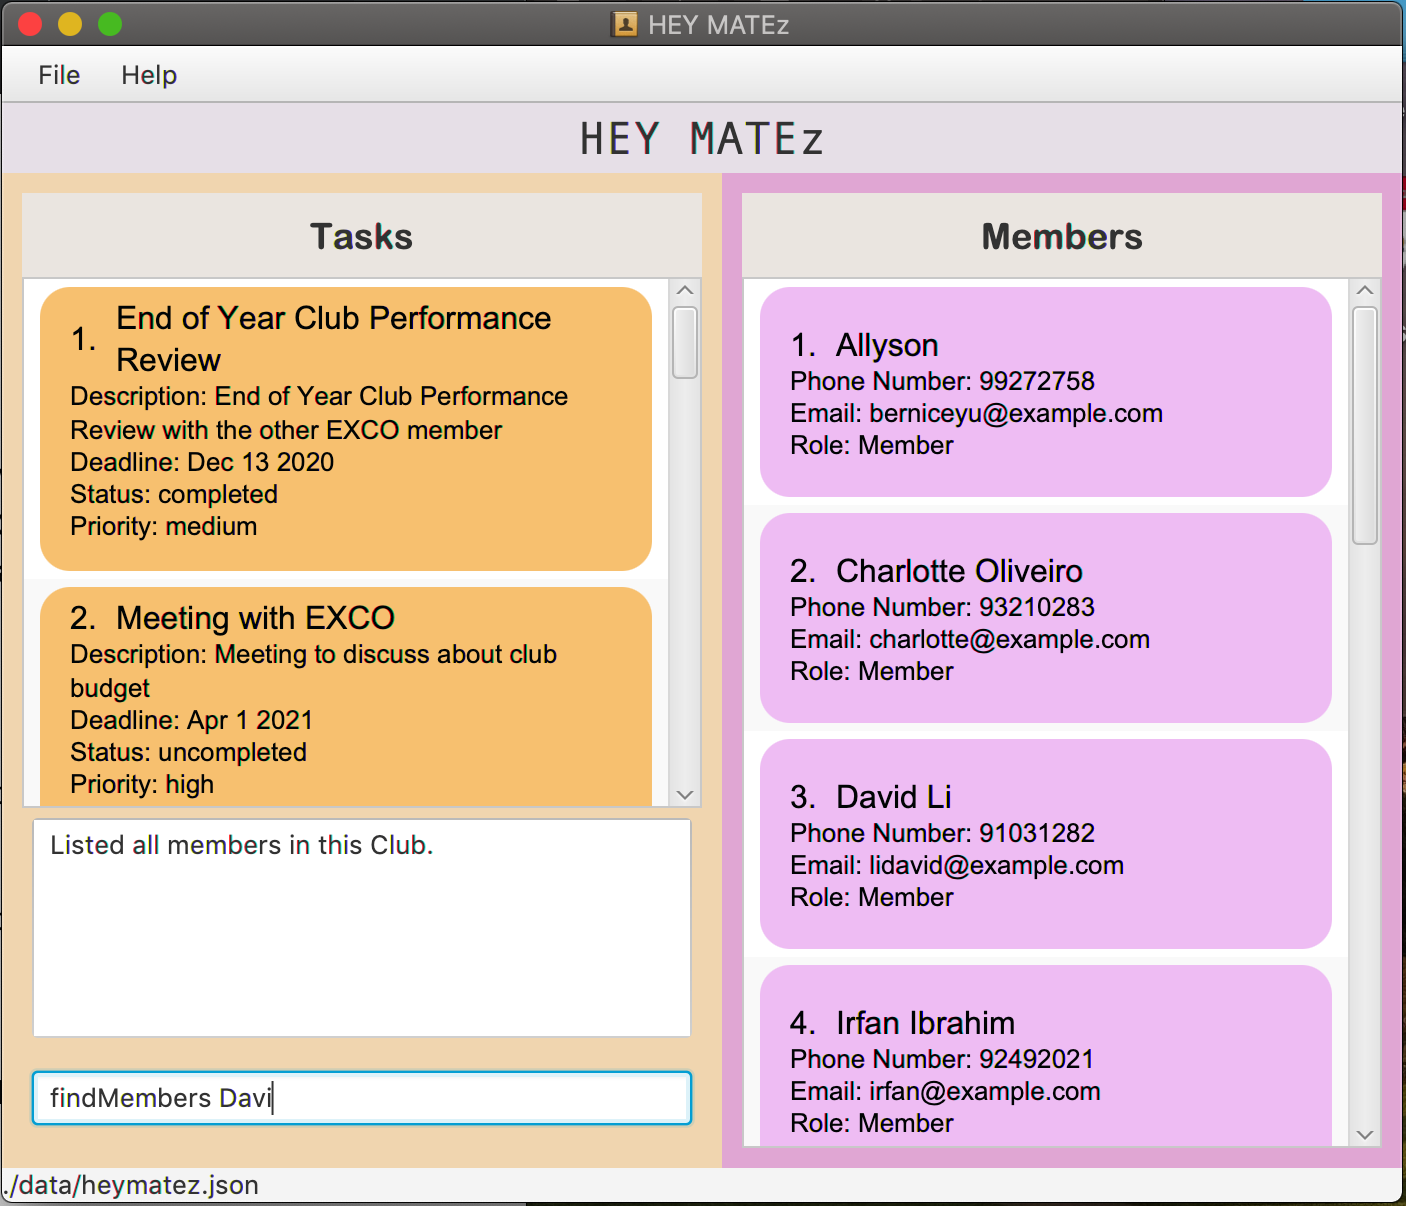 HEY MATEz
File Help
HEY MATEz
Tasks
1. End of Year Club Performance
Review
Description: End of Year Club Performance
Review with the other EXCO member
Deadline: Dec 13 2020
Status: completed
Priority: medium
2. Meeting with EXCO
Description: Meeting to discuss about club
budget
Deadline: Apr 1 2021
Status: uncompleted
Priority: high
Listed all members in this Club.
findMembers Davi
Members
1. Allyson
Phone Number: 99272758
Email: berniceyu@example.com
Role: Member
2. Charlotte Oliveiro
Phone Number: 93210283
Email: charlotte@example.com
Role: Member
3. David Li
Phone Number: 91031282
Email: lidavid@example.com
Role: Member
4. Irfan Ibrahim
Phone Number: 92492021
Email: irfan@example.com
Role: Member
./data/heymatez.json